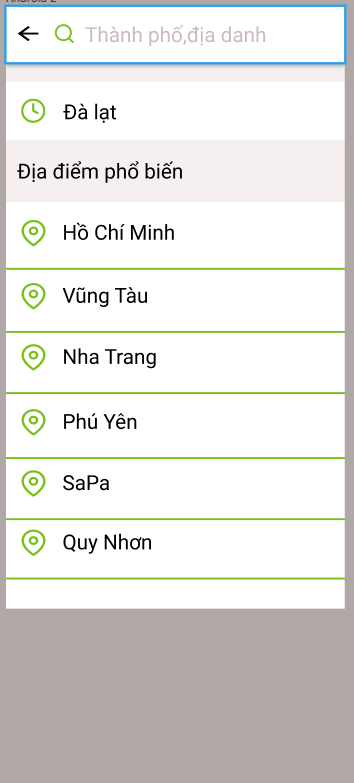 Thành phố,địa danh
Đà lạt
Địa điểm phổ biến
Hồ Chí Minh
Vũng Tàu
Nha Trang
Phú Yên
SaPa
Quy Nhơn